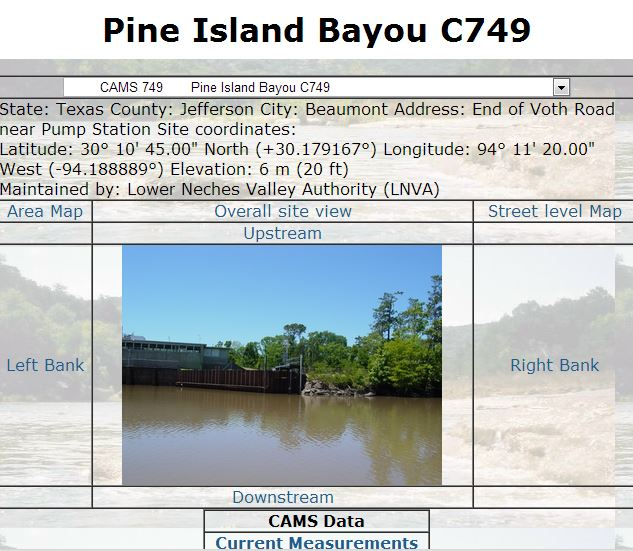 Pine Island Bayou C749
CAMS 749 Pine Island Bayou C749
State: Texas County: Jefferson City: Beaumont Address: End of Voth Road
near Pump Station Site coordinates:
Latitude: 30° 10' 45.00" North (+30.179167°) Longitude: 94° 11' 20.00"
West (-94.188889°) Elevation: 6 m (20 ft)
Maintained by: Lower Neches Valley Authority (LNVA)
Area Map Overall site view Street level Map
Upstream
Left Bank Right Bank
Downstream
CAMS Data
Current Measurements